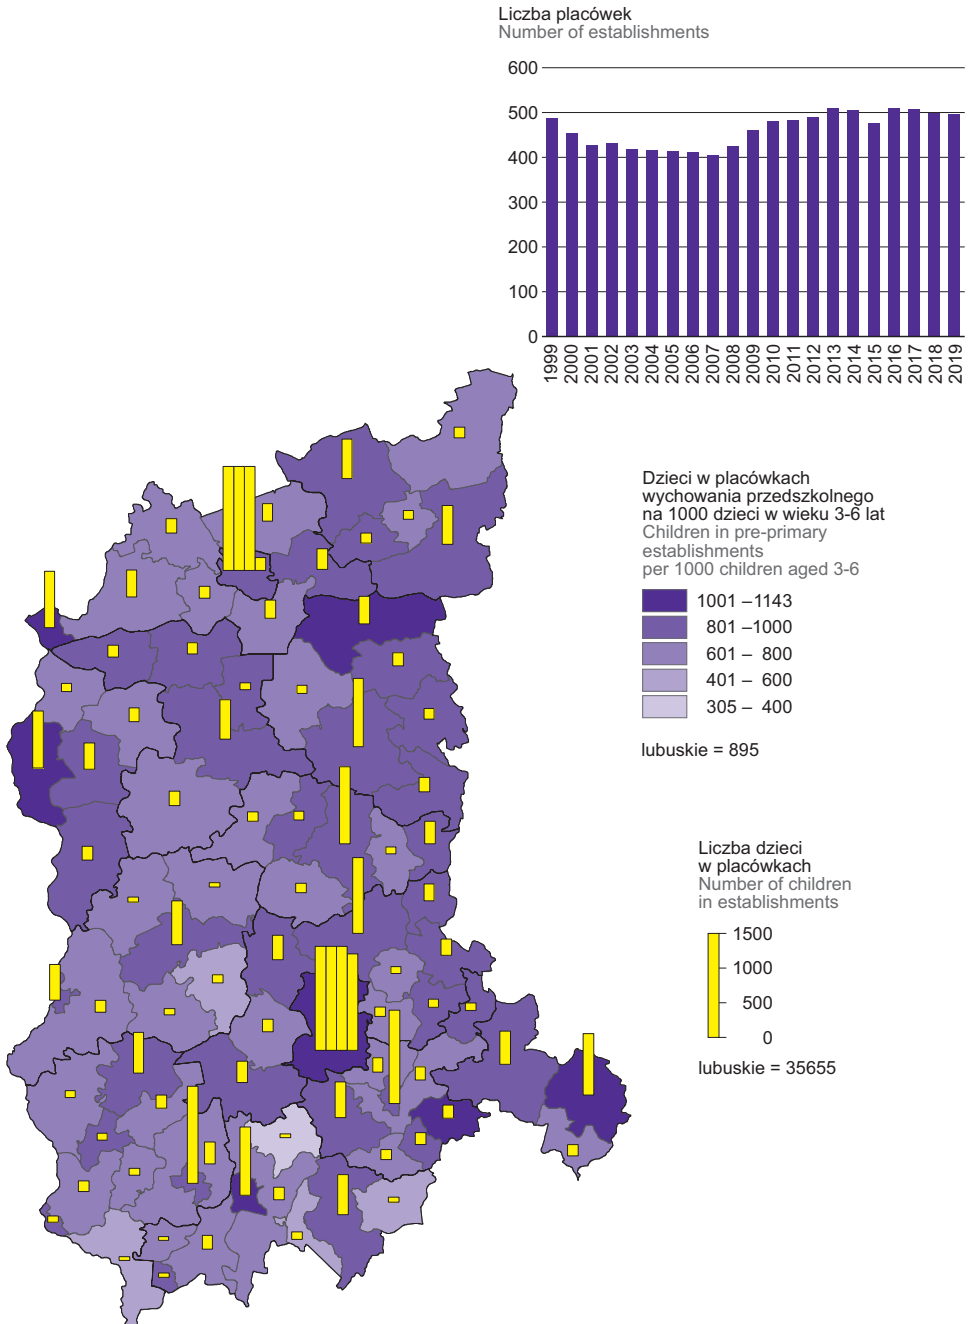 Liczba placówek
Number of establishments
600
500
400
300
200
100
0
1999
2000
2001
2002
2003
2004
2005
2006
2007
2008
2009
2010
2011
2012
2013
2014
2015
2016
2017
2018
2019
Dzieci w placówkach
wychowania przedszkolnego
na 1000 dzieci w wieku 3-6 lat
Children in pre-primary
establishments
per 1000 children aged 3-6
1001 –1143
801 –1000
601 – 800
401 – 600
305 – 400
lubuskie = 895
Liczba dzieci
w placówkach
Number of children
in establishments
1500
1000
500
0
lubuskie = 35655